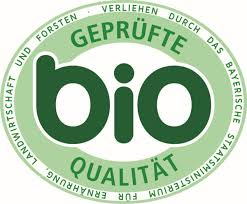 GEPRÜFTE
bio
QUALITÄT
· VERLIEHEN DURCH DAS BAYERISCHE STAATSMINISTERIUM FÜR ERNÄHRUNG, LANDWIRTSCHAFT UND FORSTEN